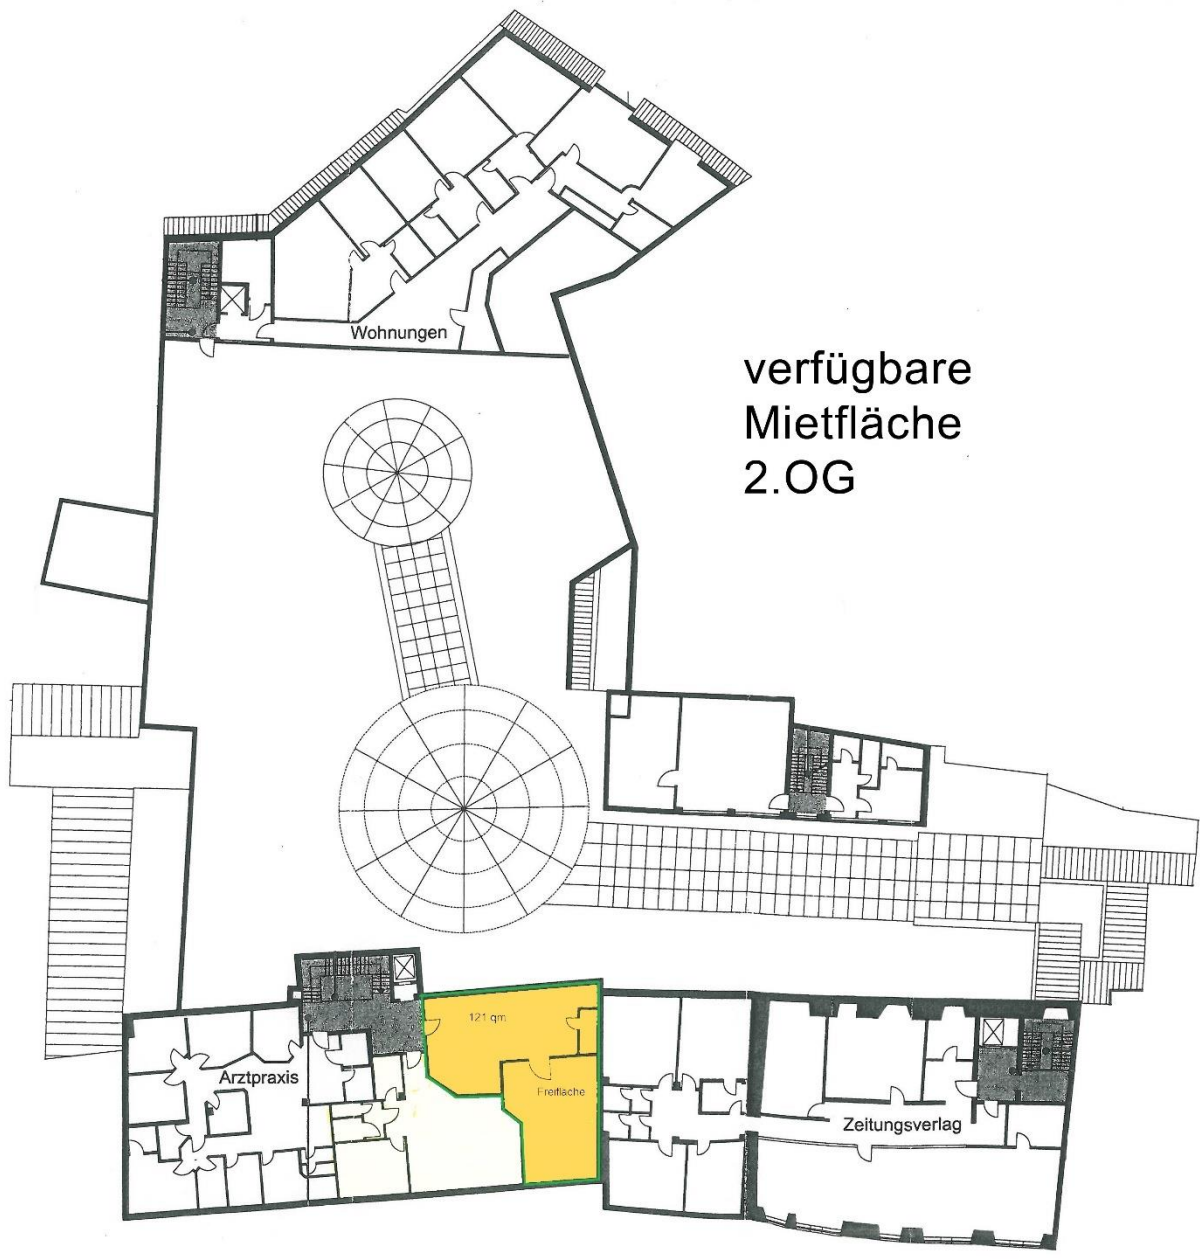 Wohnungen
verfügbare
Mietfläche
2.OG
121 qm
Freifläche
Arztpraxis
Zeitungsverlag